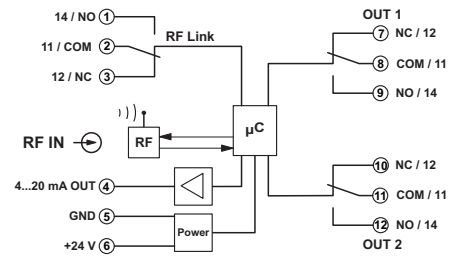 14 / NO 1
RF Link
11 / COM 2
12 / NC 3
RF IN
RF
µC
4...20 mA OUT 4
GND 5
Power
+24 V 6
OUT 1
7 NC / 12
8 COM / 11
9 NO / 14
10 NC / 12
11 COM / 11
12 NO / 14
OUT 2